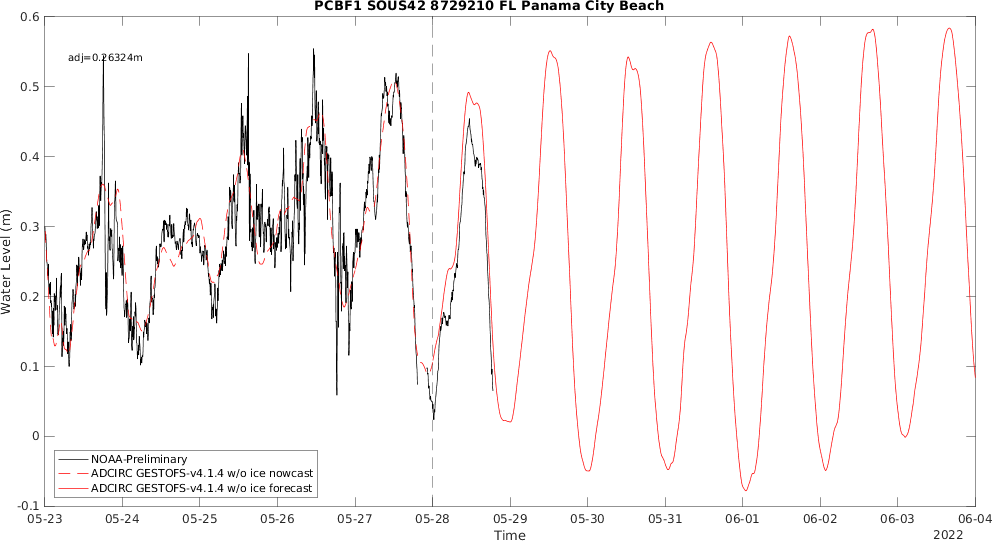 PCBF1 SOUS42 8729210 FL Panama City Beach
0.6
adj=0.26324m
0.5
0.4
0.3
0.2
0.1
0
-0.1
Water Level (m)
NOAA-Preliminary
ADCIRC GESTOFS-v4.1.4 w/o ice nowcast
ADCIRC GESTOFS-v4.1.4 w/o ice forecast
05-23 05-24 05-25 05-26 05-27 05-28 05-29 05-30 05-31 06-01 06-02 06-03 06-04
Time
2022